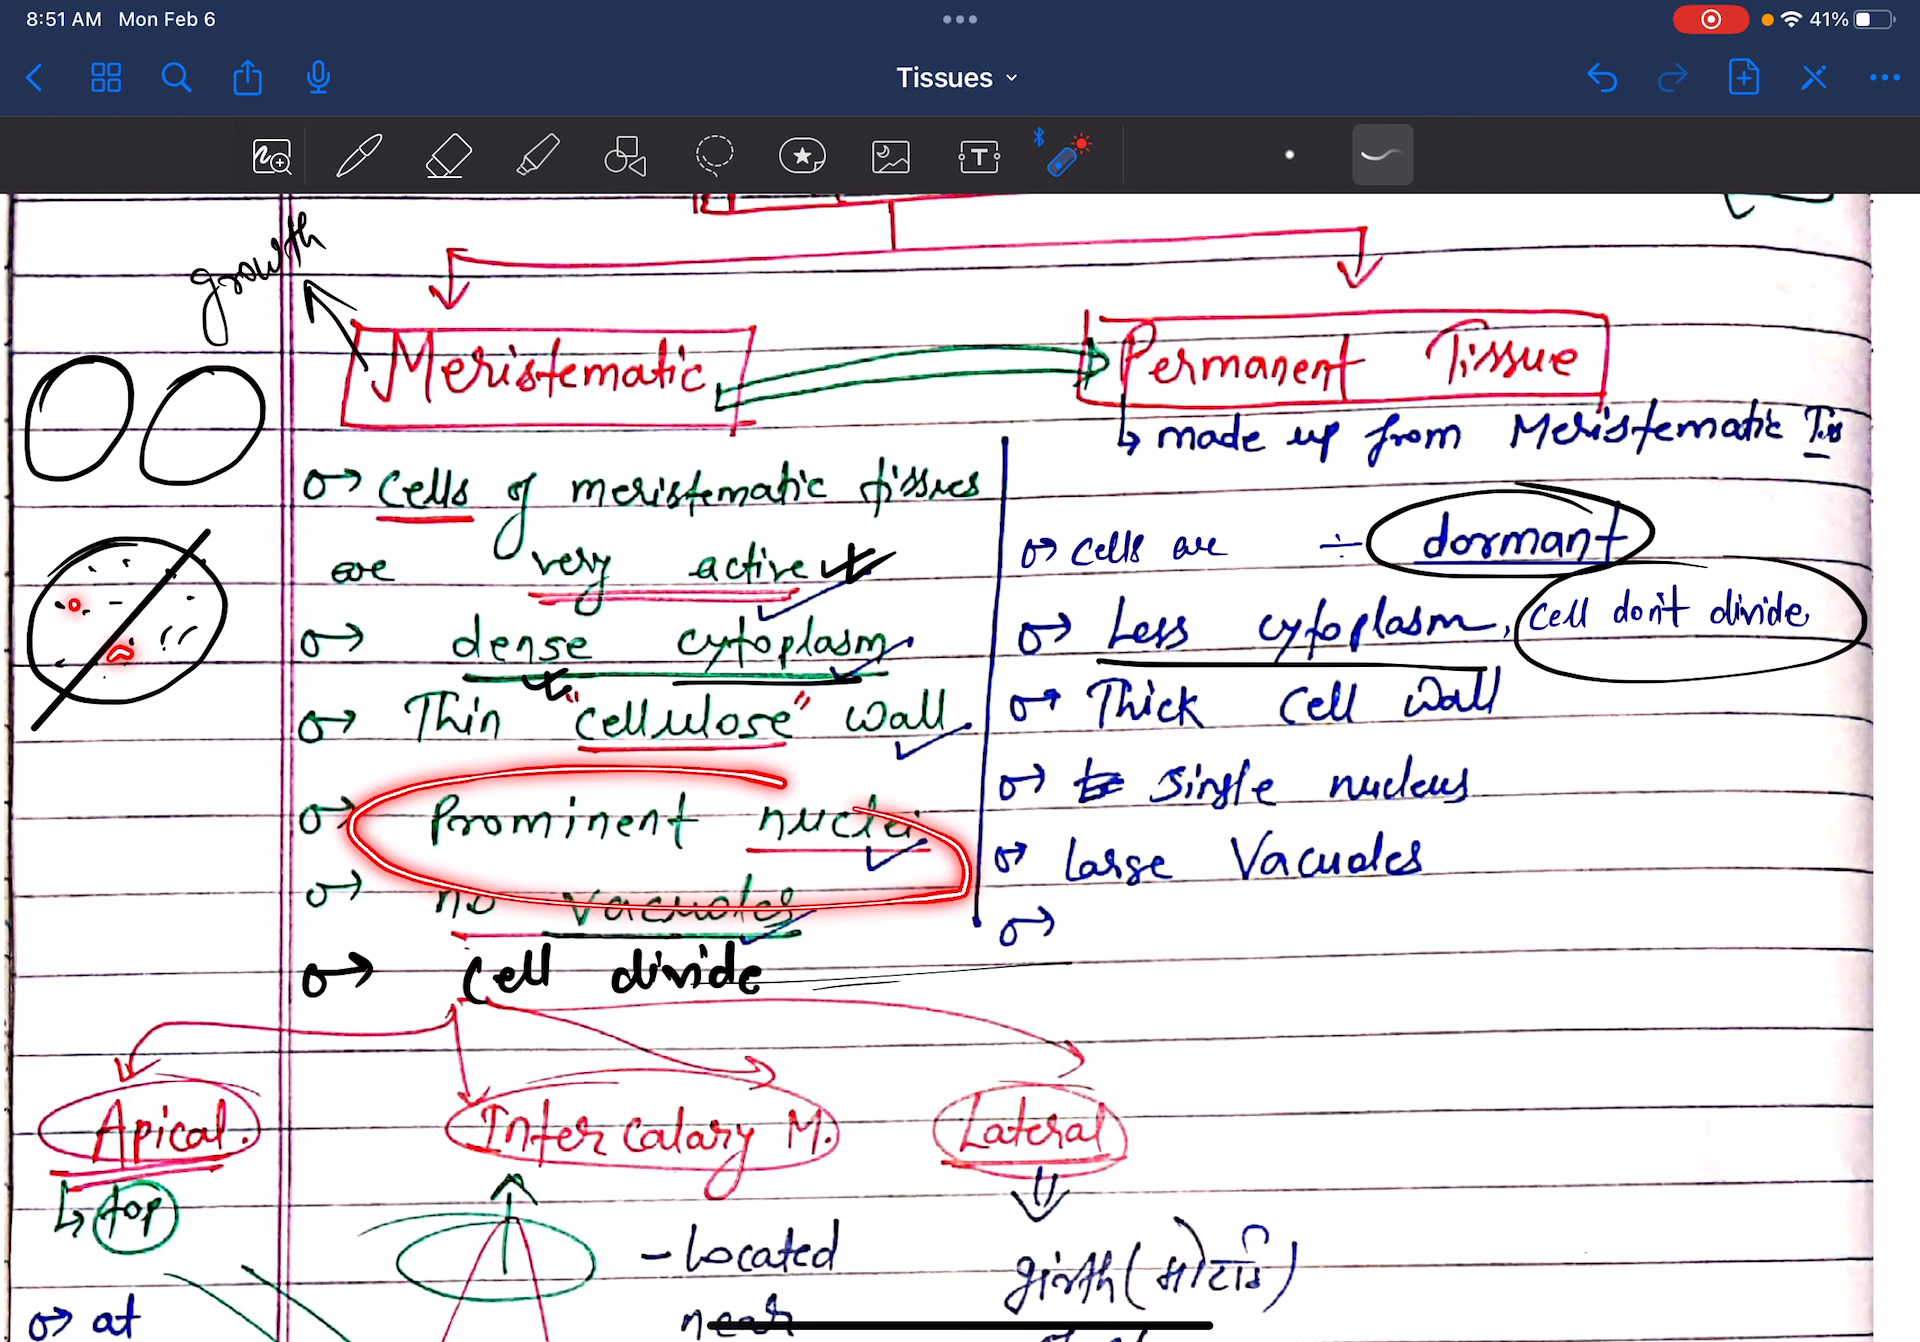 8:51 AM Mon Feb 6
41%
Tissues
growth
Meristematic
Permanent Tissue
made up from Meristematic Tis
Cells of meristematic tissues
are very active
dense cytoplasm
Thin "cellulose" wall.
Prominent nuclei
no vacuoles
Cell divide
Cells are ÷ dormant
Less cytoplasm, Cell don't divide
Thick Cell Wall
Single nucleus
Large Vacuoles
Apical.
Inter calary M.
Lateral
top
- Located
near
girth (मोटाई)
at